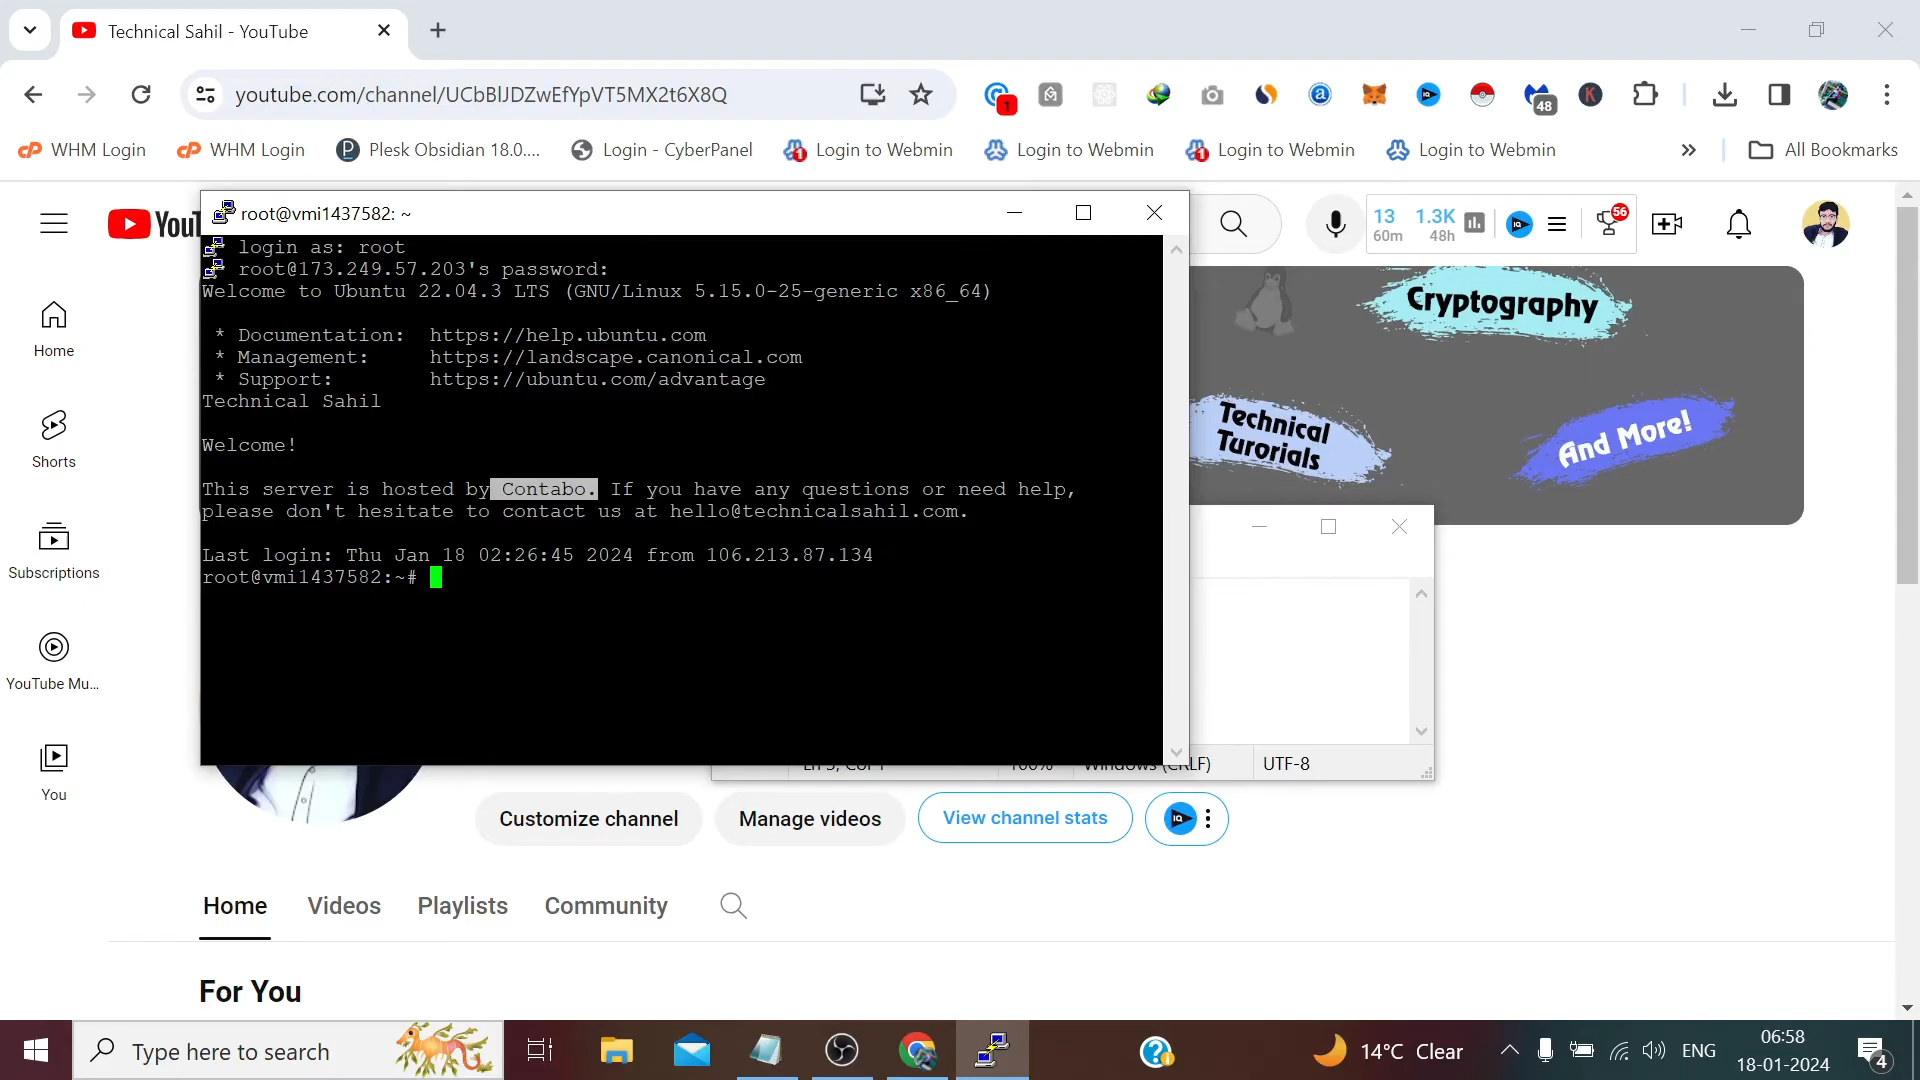 Technical Sahil - YouTube
youtube.com/channel/UCbBlJDZwEfYpVT5MX2t6X8Q
1
48
K
WHM Login
WHM Login
Plesk Obsidian 18.0....
Login - CyberPanel
Login to Webmin
Login to Webmin
Login to Webmin
Login to Webmin
All Bookmarks
root@vmi1437582: ~
13
60m
1.3K
48h
56
login as: root
root@173.249.57.203's password:
Welcome to Ubuntu 22.04.3 LTS (GNU/Linux 5.15.0-25-generic x86_64)
* Documentation: https://help.ubuntu.com
* Management: https://landscape.canonical.com
* Support: https://ubuntu.com/advantage
Technical Sahil
Welcome!
This server is hosted by Contabo. If you have any questions or need help,
please don't hesitate to contact us at hello@technicalsahil.com.
Last login: Thu Jan 18 02:26:45 2024 from 106.213.87.134
root@vmi1437582:~#
Cryptography
Technical
Turorials
And More!
Home
Shorts
Subscriptions
YouTube Mu...
You
100%
Windows (CRLF)
UTF-8
Customize channel
Manage videos
View channel stats
IQ
Home
Videos
Playlists
Community
For You
Type here to search
14°C Clear
ENG
06:58
18-01-2024
4